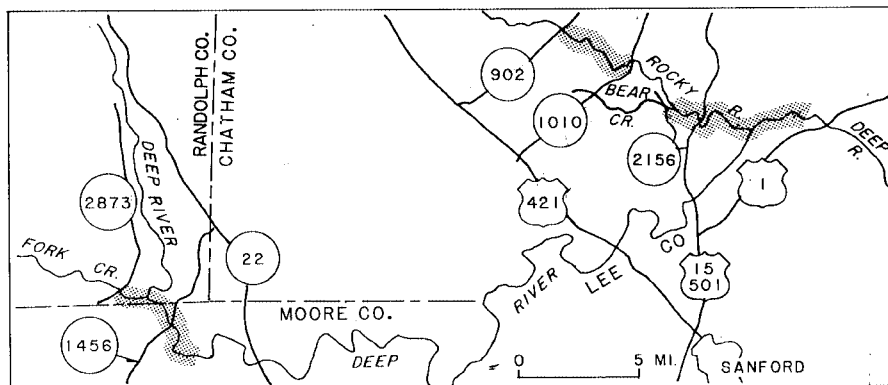 RANDOLPH CO.
CHATHAM CO.
902
ROCKY
R.
BEAR
CR.
1010
2156
DEEP
R.
DEEP RIVER
2873
421
1
FORK
CR.
22
RIVER
LEE CO
15
501
MOORE CO.
1456
DEEP
0 5 MI.
SANFORD